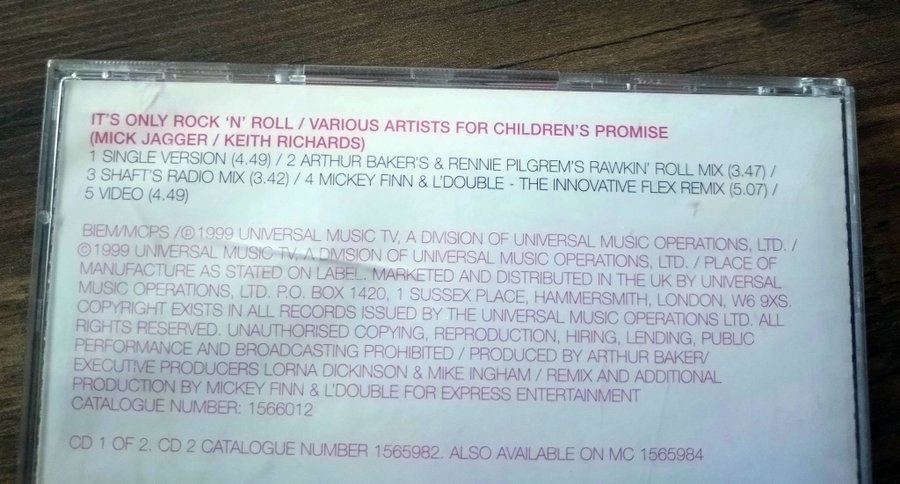 IT'S ONLY ROCK 'N' ROLL / VARIOUS ARTISTS FOR CHILDREN'S PROMISE
(MICK JAGGER / KEITH RICHARDS)
1 SINGLE VERSION (4.49) / 2 ARTHUR BAKER'S & RENNIE PILGREM'S RAWKIN' ROLL MIX (3.47) /
3 SHAFT'S RADIO MIX (3.42) / 4 MICKEY FINN & L'DOUBLE - THE INNOVATIVE FLEX REMIX (5.07) /
5 VIDEO (4.49)
BIEM/MCPS / ℗ 1999 UNIVERSAL MUSIC TV, A DIVISION OF UNIVERSAL MUSIC OPERATIONS, LTD. /
© 1999 UNIVERSAL MUSIC TV, A DIVISION OF UNIVERSAL MUSIC OPERATIONS, LTD. / PLACE OF
MANUFACTURE AS STATED ON LABEL. MARKETED AND DISTRIBUTED IN THE UK BY UNIVERSAL
MUSIC OPERATIONS, LTD. P.O. BOX 1420, 1 SUSSEX PLACE, HAMMERSMITH, LONDON, W6 9XS.
COPYRIGHT EXISTS IN ALL RECORDS ISSUED BY THE UNIVERSAL MUSIC OPERATIONS LTD. ALL
RIGHTS RESERVED. UNAUTHORISED COPYING, REPRODUCTION, HIRING, LENDING, PUBLIC
PERFORMANCE AND BROADCASTING PROHIBITED / PRODUCED BY ARTHUR BAKER/
EXECUTIVE PRODUCERS LORNA DICKINSON & MIKE INGHAM / REMIX AND ADDITIONAL
PRODUCTION BY MICKEY FINN & L'DOUBLE FOR EXPRESS ENTERTAINMENT
CATALOGUE NUMBER: 1566012
CD 1 OF 2. CD 2 CATALOGUE NUMBER 1565982. ALSO AVAILABLE ON MC 1565984